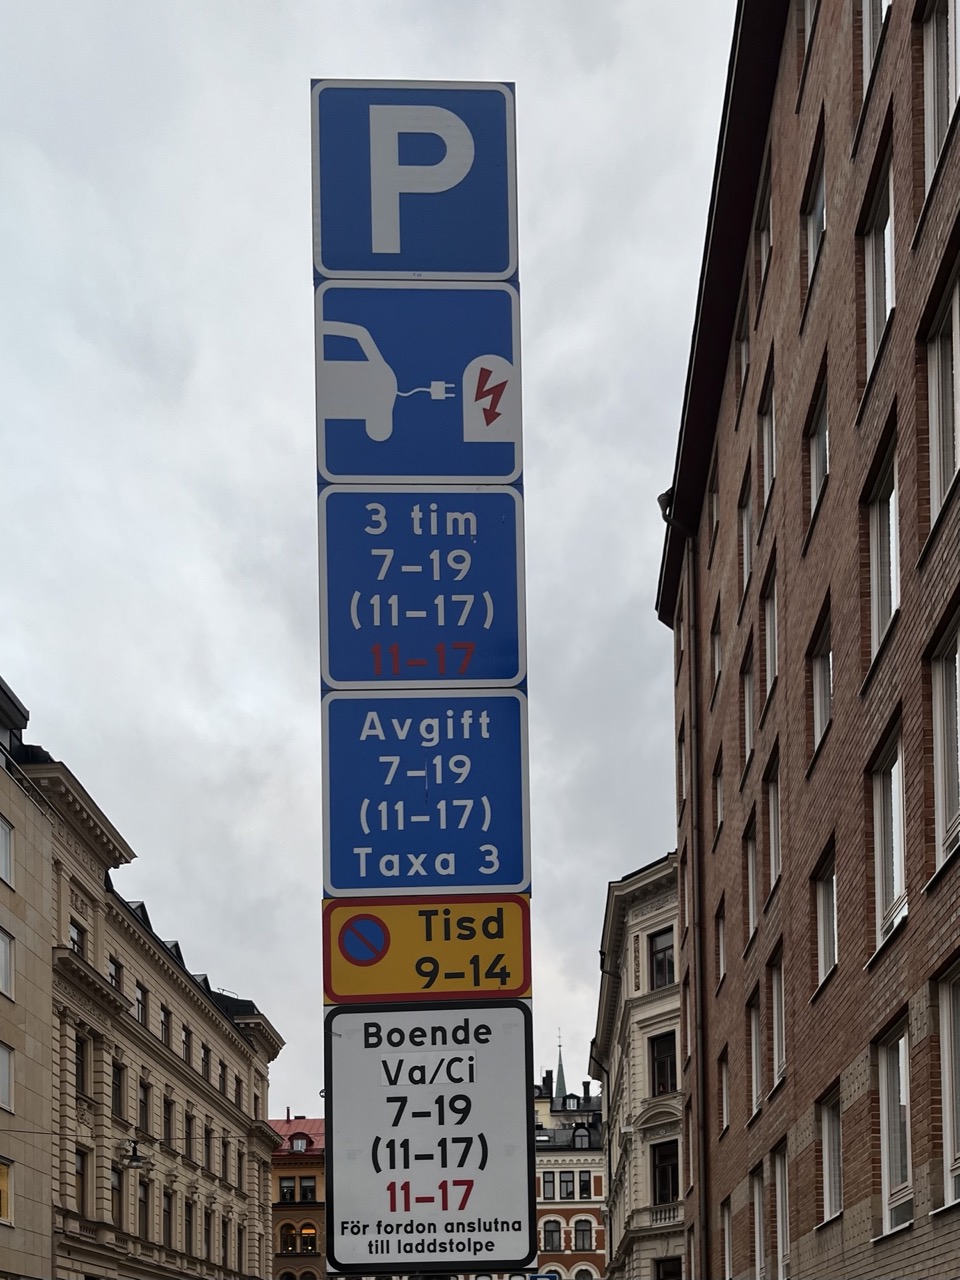 P
3 tim
7-19
(11-17)
11-17
Avgift
7-19
(11-17)
Taxa 3
Tisd
9-14
Boende
Va/Ci
7-19
(11-17)
11-17
För fordon anslutna
till laddstolpe